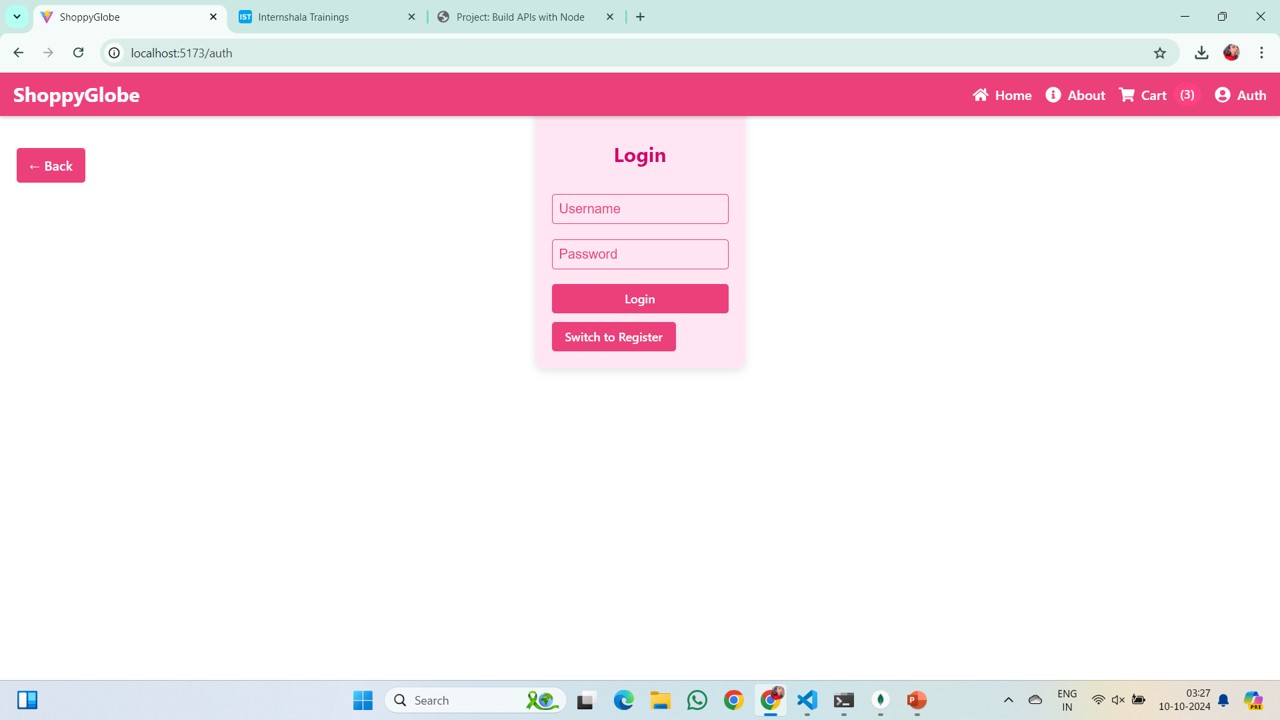 ShoppyGlobe
Internshala Trainings
Project: Build APIs with Node
localhost:5173/auth
ShoppyGlobe
Home
About
Cart (3)
Auth
← Back
Login
Username
Password
Login
Switch to Register
Search
ENG
IN
03:27
10-10-2024